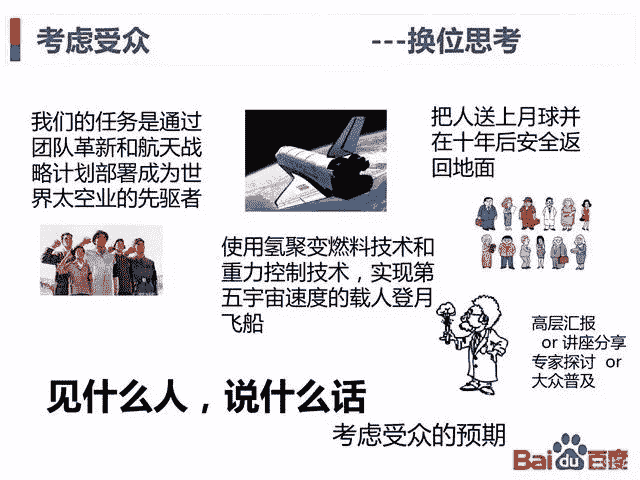 考虑受众
---换位思考
我们的任务是通过
团队革新和航天战
略计划部署成为世
界太空业的先驱者
把人送上月球并
在十年后安全返
回地面
使用氢聚变燃料技术和
重力控制技术，实现第
五宇宙速度的载人登月
飞船
高层汇报
or 讲座分享
专家探讨 or
大众普及
见什么人，说什么话
考虑受众的预期
Bai du 百度